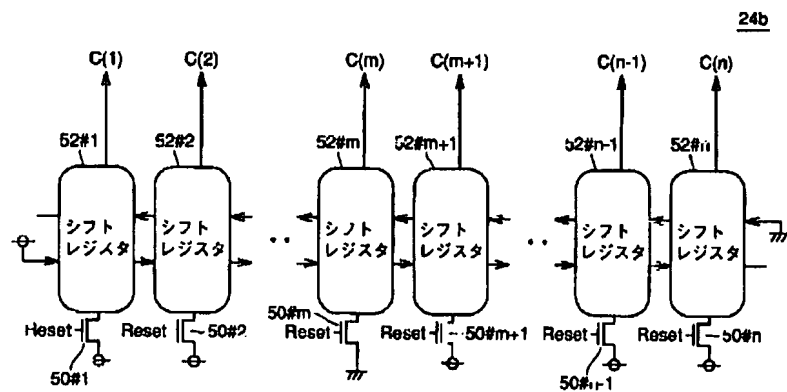 24b
C(1) C(2) C(m) C(m+1) C(n-1) C(n)
52#1 52#2 52#m 52#m+1 52#n-1 52#n
シフト シフト シフト シフト シフト シフト
レジスタ レジスタ レジスタ レジスタ レジスタ レジスタ
Reset Reset 50#2 50#m Reset Reset 50#m+1 Reset Reset 50#n
50#1 50#n-1